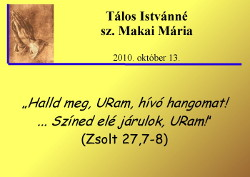 Tálos Istvánné
sz. Makai Mária
2010. október 13.
„Halld meg, URam, hívó hangomat!
... Színed elé járulok, URam!”
(Zsolt 27,7-8)